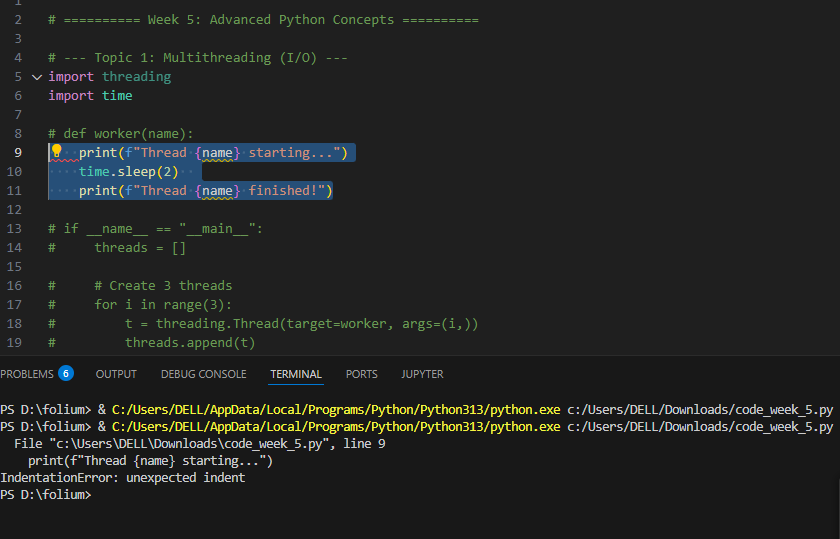 1
2 # ========== Week 5: Advanced Python Concepts ==========
3
4 # --- Topic 1: Multithreading (I/O) ---
5 import threading
6 import time
7
8 # def worker(name):
9     print(f"Thread {name} starting...")
10     time.sleep(2)
11     print(f"Thread {name} finished!")
12
13 # if __name__ == "__main__":
14 #     threads = []
15
16 #     # Create 3 threads
17 #     for i in range(3):
18 #         t = threading.Thread(target=worker, args=(i,))
19 #         threads.append(t)
PROBLEMS 6 OUTPUT DEBUG CONSOLE TERMINAL PORTS JUPYTER
PS D:\folium> & C:/Users/DELL/AppData/Local/Programs/Python/Python313/python.exe c:/Users/DELL/Downloads/code_week_5.py
PS D:\folium> & C:/Users/DELL/AppData/Local/Programs/Python/Python313/python.exe c:/Users/DELL/Downloads/code_week_5.py
  File "c:\Users\DELL\Downloads\code_week_5.py", line 9
    print(f"Thread {name} starting...")
IndentationError: unexpected indent
PS D:\folium>